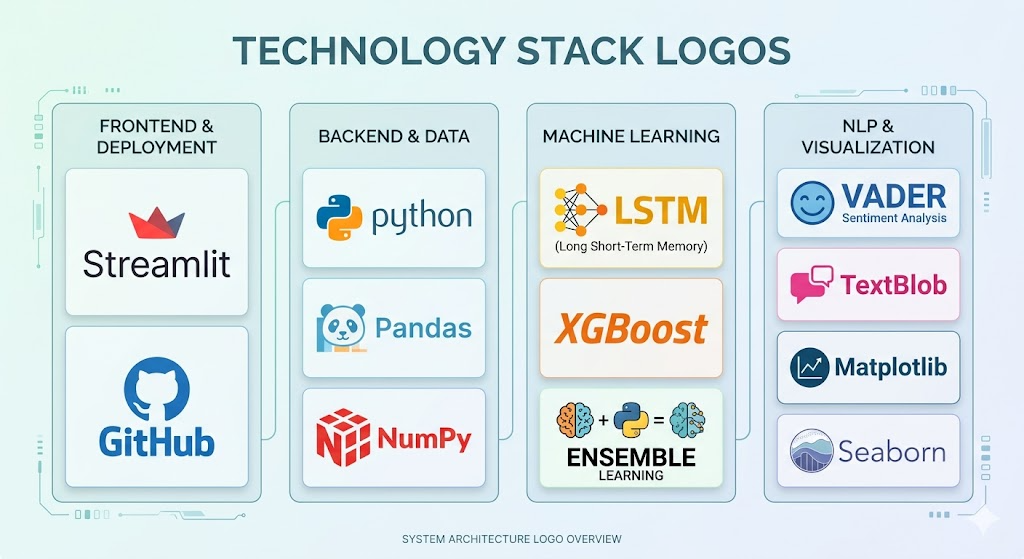 TECHNOLOGY STACK LOGOS
FRONTEND &
DEPLOYMENT
Streamlit
GitHub
BACKEND & DATA
python
Pandas
NumPy
MACHINE LEARNING
LSTM
(Long Short-Term Memory)
XGBoost
+ =
ENSEMBLE
LEARNING
NLP &
VISUALIZATION
VADER
Sentiment Analysis
TextBlob
Matplotlib
Seaborn
SYSTEM ARCHITECTURE LOGO OVERVIEW